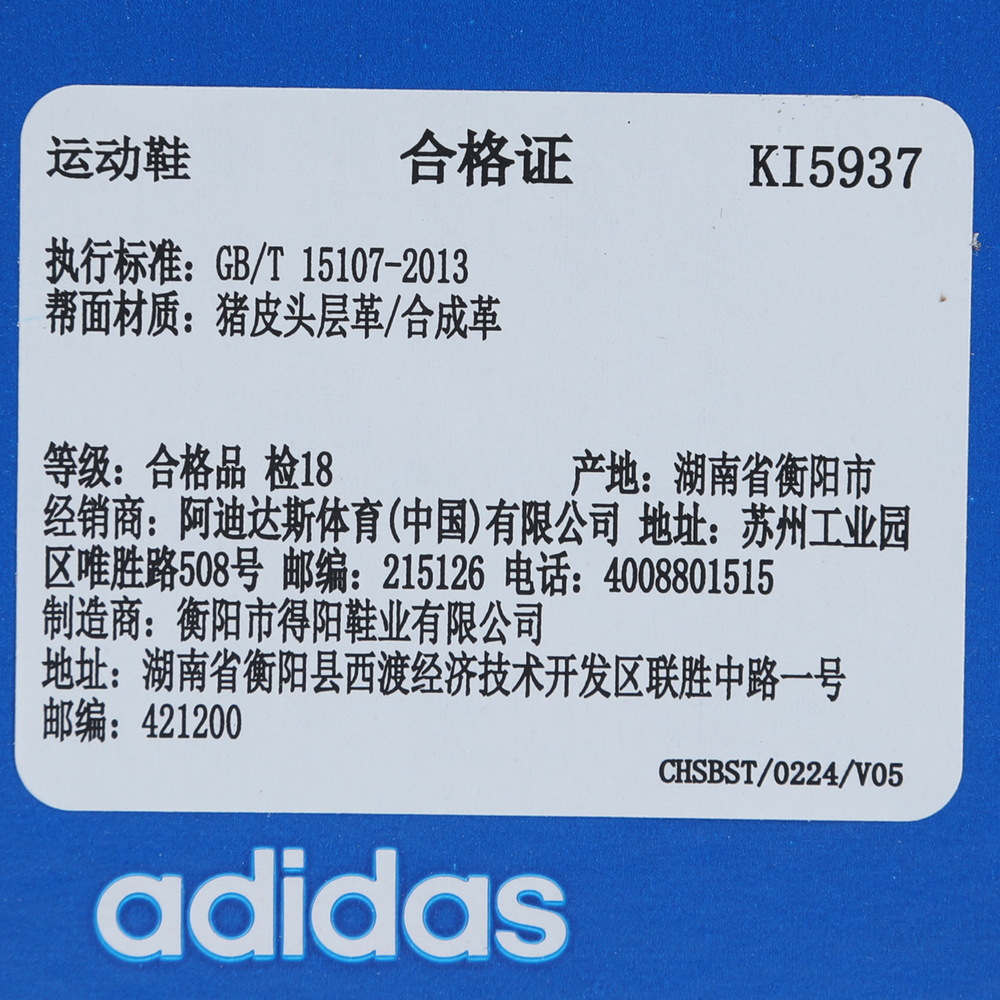 运动鞋 合格证 KI5937
执行标准：GB/T 15107-2013
帮面材质：猪皮头层革/合成革
等级：合格品 检18 产地：湖南省衡阳市
经销商：阿迪达斯体育(中国)有限公司 地址：苏州工业园
区唯胜路508号 邮编：215126 电话：4008801515
制造商：衡阳市得阳鞋业有限公司
地址：湖南省衡阳县西渡经济技术开发区联胜中路一号
邮编：421200
CHSBST/0224/V05
adidas